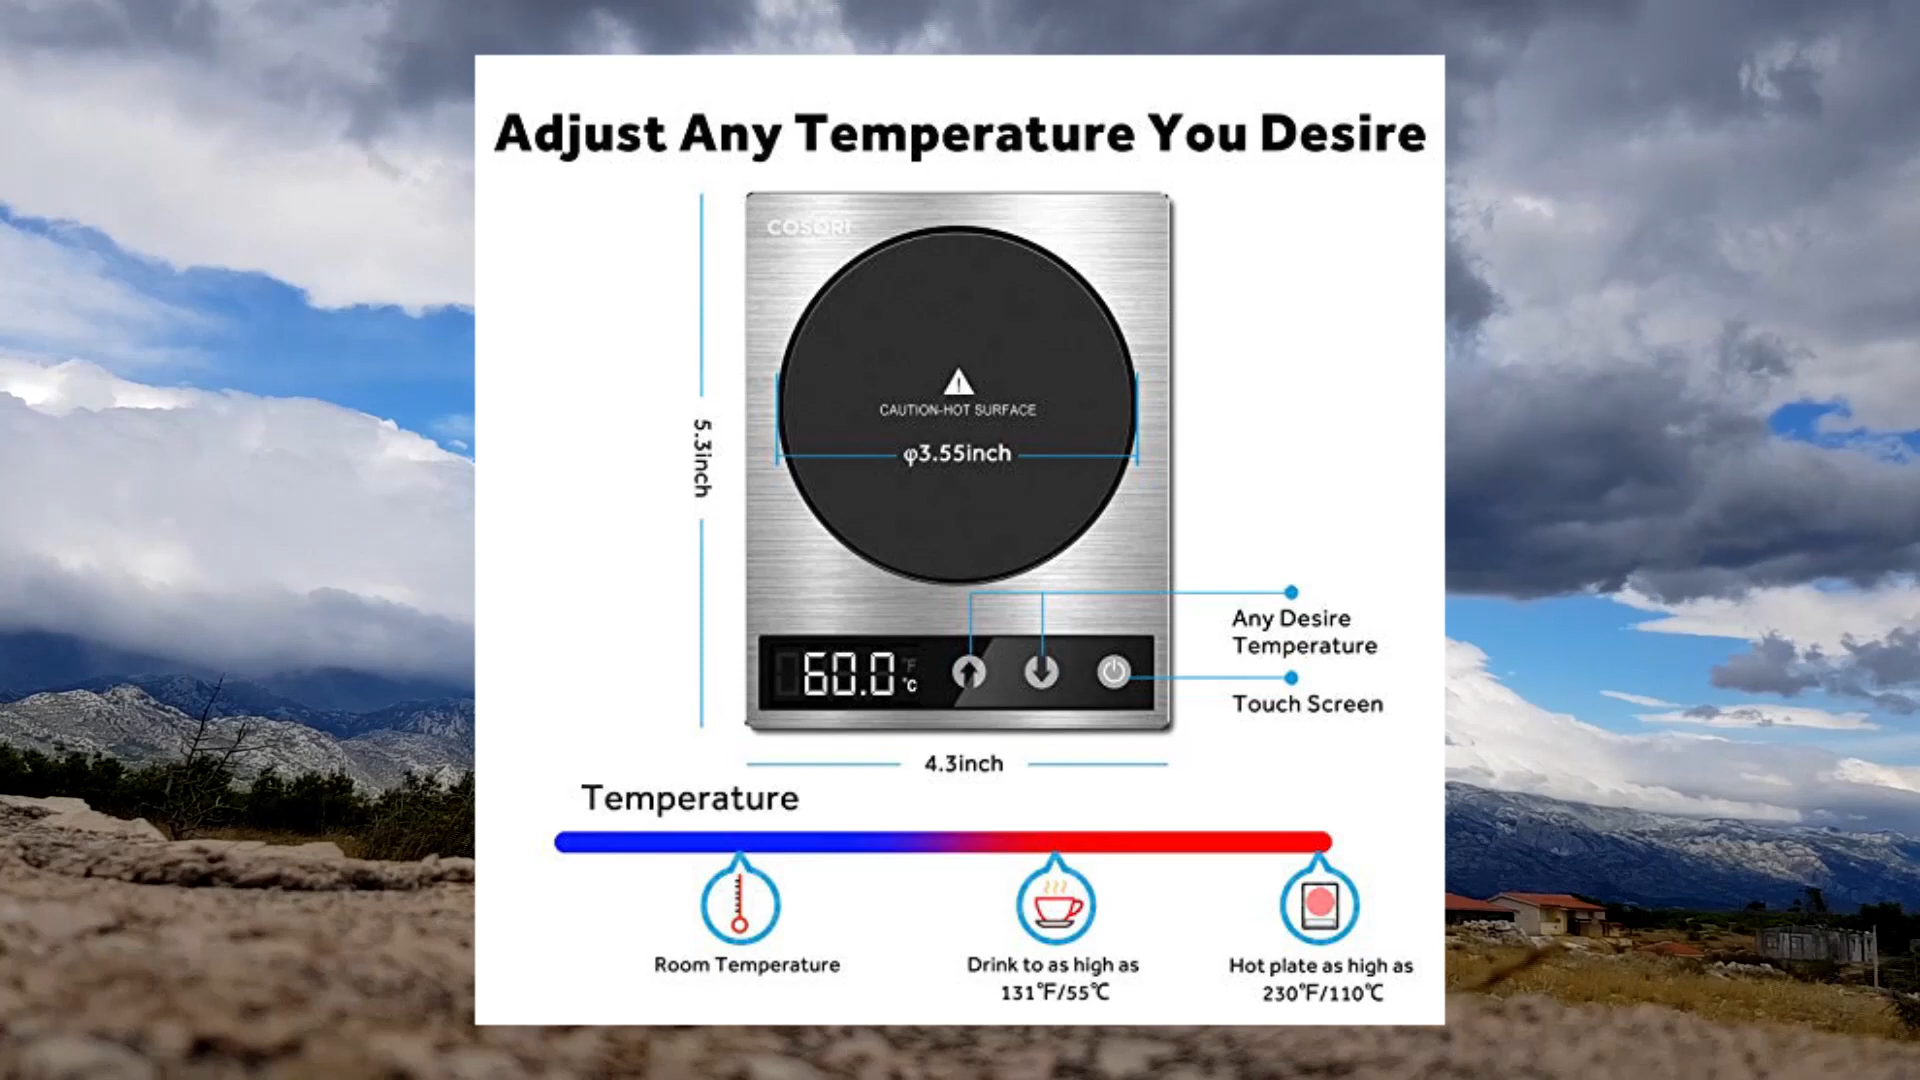 Adjust Any Temperature You Desire
COSORI
CAUTION-HOT SURFACE
φ3.55inch
5.3inch
Any Desire
Temperature
60.0 °F
°C
Touch Screen
4.3inch
Temperature
Room Temperature
Drink to as high as
131°F/55°C
Hot plate as high as
230°F/110°C